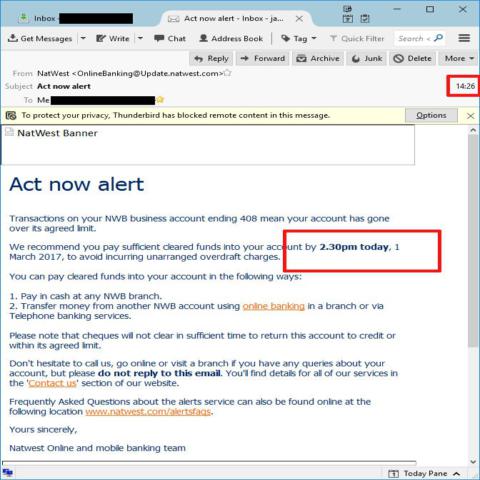 Inbox -
Act now alert - Inbox - ja...
Get Messages
Write
Chat
Address Book
Tag
Quick Filter
Search <
Reply
Forward
Archive
Junk
Delete
More
From NatWest <OnlineBanking@Update.natwest.com>
Subject Act now alert
14:26
To Me
To protect your privacy, Thunderbird has blocked remote content in this message.
Options
NatWest Banner
Act now alert
Transactions on your NWB business account ending 408 mean your account has gone
over its agreed limit.
We recommend you pay sufficient cleared funds into your account by 2.30pm today, 1
March 2017, to avoid incurring unarranged overdraft charges.
You can pay cleared funds into your account in the following ways:
1. Pay in cash at any NWB branch.
2. Transfer money from another NWB account using online banking in a branch or via
Telephone banking services.
Please note that cheques will not clear in sufficient time to return this account to credit or
within its agreed limit.
Don't hesitate to call us, go online or visit a branch if you have any queries about your
account, but please do not reply to this email. You'll find details for all of our services in
the 'Contact us' section of our website.
Frequently Asked Questions about the alerts service can also be found online at the
following location www.natwest.com/alertsfaqs.
Yours sincerely,
Natwest Online and mobile banking team
Today Pane